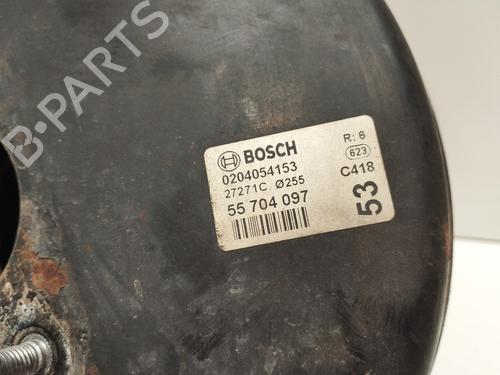 B-PARTS
BOSCH
0204054153
27271C Ø255
55 704 097
R: 6
623
C418
53